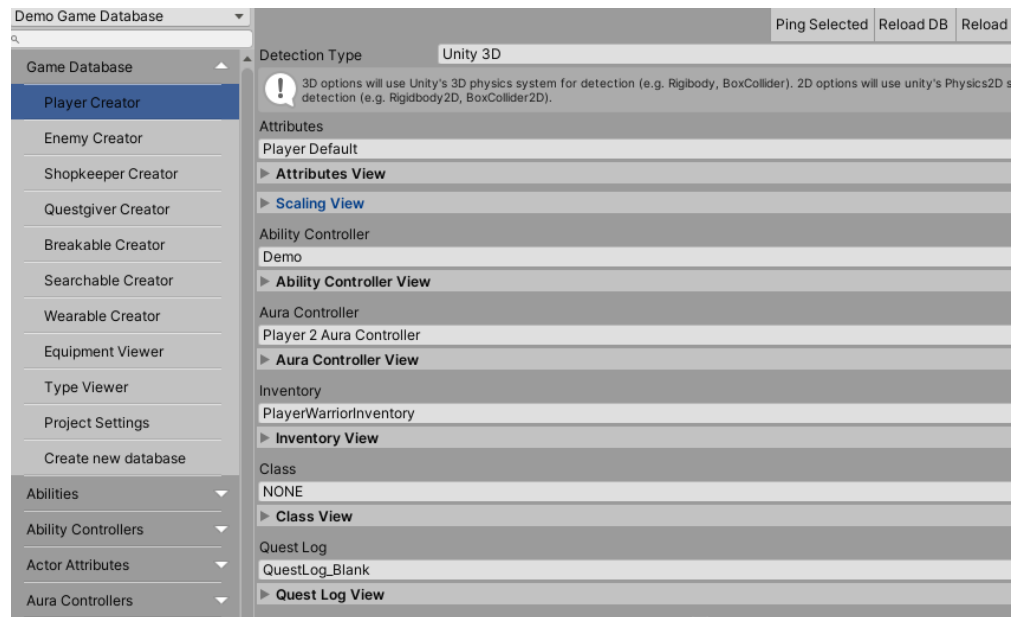 Demo Game Database
Ping Selected
Reload DB
Reload
Game Database
Player Creator
Enemy Creator
Shopkeeper Creator
Questgiver Creator
Breakable Creator
Searchable Creator
Wearable Creator
Equipment Viewer
Type Viewer
Project Settings
Create new database
Abilities
Ability Controllers
Actor Attributes
Aura Controllers
Detection Type
Unity 3D
3D options will use Unity's 3D physics system for detection (e.g. Rigibody, BoxCollider). 2D options will use unity's Physics2D s
detection (e.g. Rigidbody2D, BoxCollider2D).
Attributes
Player Default
Attributes View
Scaling View
Ability Controller
Demo
Ability Controller View
Aura Controller
Player 2 Aura Controller
Aura Controller View
Inventory
PlayerWarriorInventory
Inventory View
Class
NONE
Class View
Quest Log
QuestLog_Blank
Quest Log View